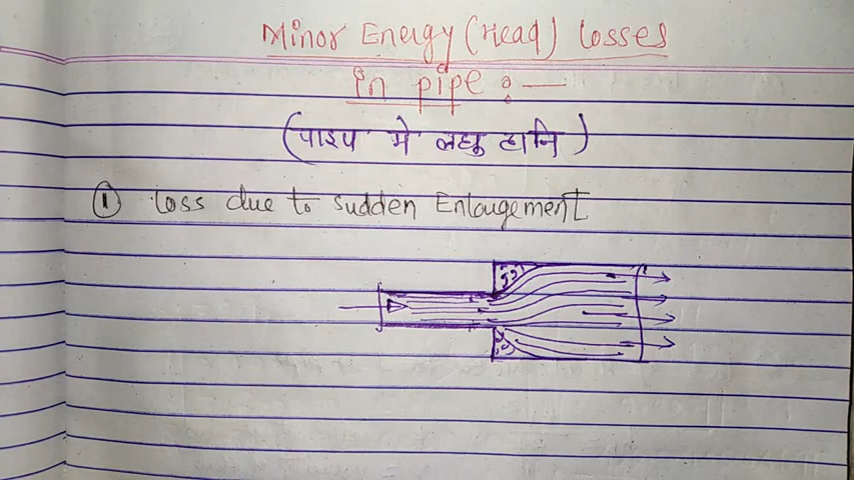 Minor Energy (Head) losses
in pipe :—
(पाइप में लघु हानि)
① Loss due to sudden Enlargement